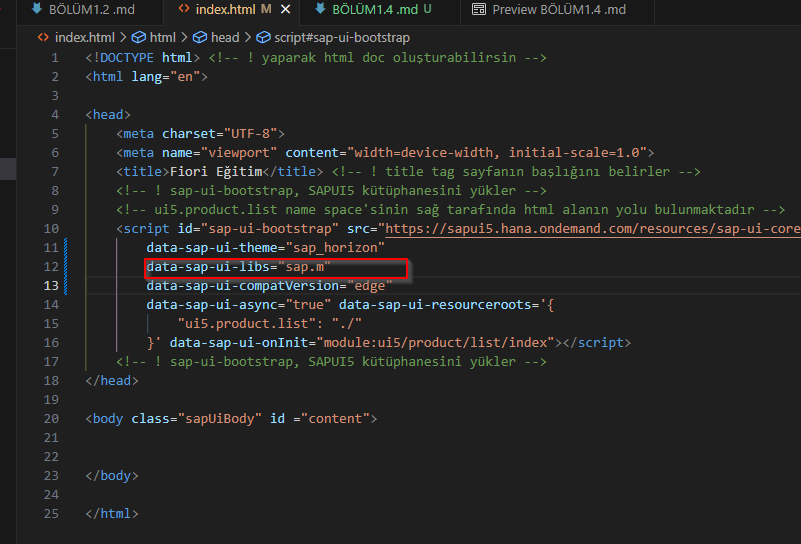 BÖLÜM1.2 .md
index.html M
BÖLÜM1.4 .md U
Preview BÖLÜM1.4 .md
index.html > html > head > script#sap-ui-bootstrap
1 <!DOCTYPE html> <!-- ! yaparak html doc oluşturabilirsin -->
2 <html lang="en">
3
4 <head>
5 <meta charset="UTF-8">
6 <meta name="viewport" content="width=device-width, initial-scale=1.0">
7 <title>Fiori Eğitim</title> <!-- ! title tag sayfanın başlığını belirler -->
8 <!-- ! sap-ui-bootstrap, SAPUI5 kütüphanesini yükler -->
9 <!-- ui5.product.list name space'sinin sağ tarafında html alanın yolu bulunmaktadır -->
10 <script id="sap-ui-bootstrap" src="https://sapui5.hana.ondemand.com/resources/sap-ui-core
11 data-sap-ui-theme="sap_horizon"
12 data-sap-ui-libs="sap.m"
13 data-sap-ui-compatVersion="edge"
14 data-sap-ui-async="true" data-sap-ui-resourceroots='{
15 "ui5.product.list": "./"
16 }' data-sap-ui-onInit="module:ui5/product/list/index"></script>
17 <!-- ! sap-ui-bootstrap, SAPUI5 kütüphanesini yükler -->
18 </head>
19
20 <body class="sapUiBody" id ="content">
21
22
23 </body>
24
25 </html>